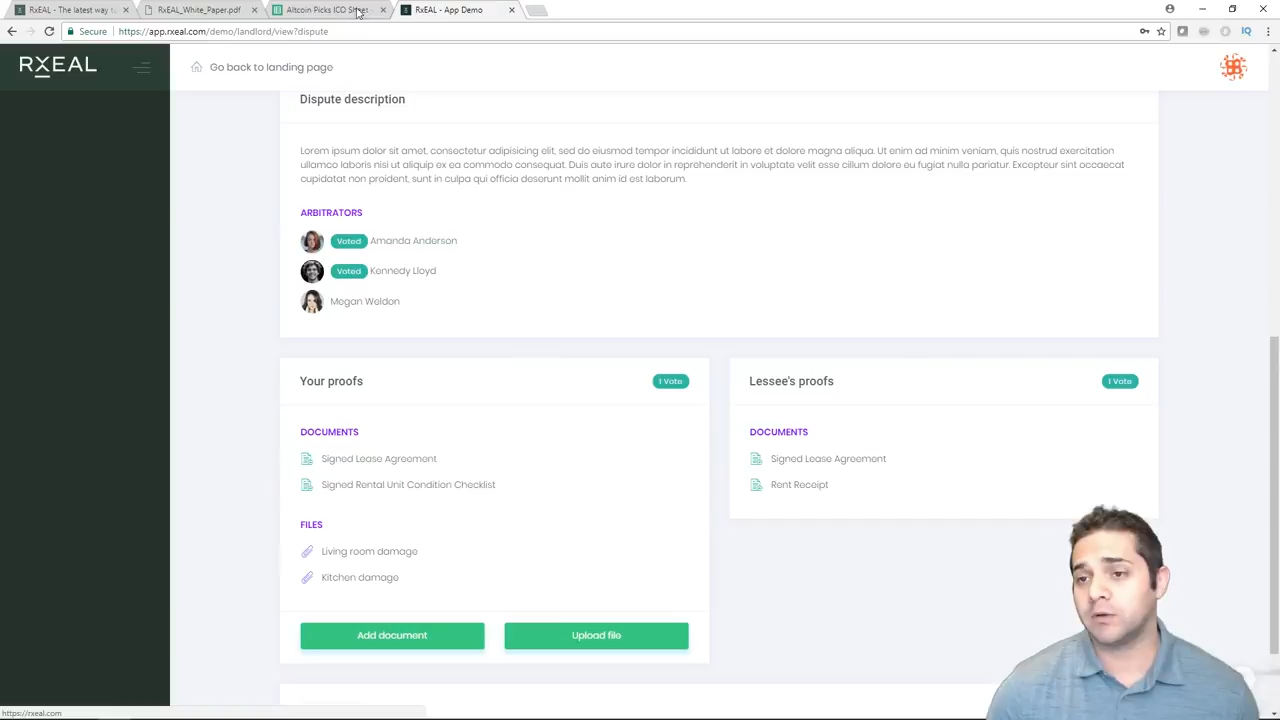 RxEAL - The latest way t
RxEAL_White_Paper.pdf
Altcoin Picks ICO Sheet
RxEAL - App Demo
Secure
https://app.rxeal.com/demo/landlord/view?dispute
RXEAL
Go back to landing page
Dispute description
Lorem ipsum dolor sit amet, consectetur adipisicing elit, sed do eiusmod tempor incididunt ut labore et dolore magna aliqua. Ut enim ad minim veniam, quis nostrud exercitation
ullamco laboris nisi ut aliquip ex ea commodo consequat. Duis aute irure dolor in reprehenderit in voluptate velit esse cillum dolore eu fugiat nulla pariatur. Excepteur sint occaecat
cupidatat non proident, sunt in culpa qui officia deserunt mollit anim id est laborum.
ARBITRATORS
Voted Amanda Anderson
Voted Kennedy Lloyd
Megan Weldon
Your proofs
1 Vote
Lessee's proofs
1 Vote
DOCUMENTS
DOCUMENTS
Signed Lease Agreement
Signed Lease Agreement
Signed Rental Unit Condition Checklist
Rent Receipt
FILES
Living room damage
Kitchen damage
Add document
Upload file
https://rxeal.com